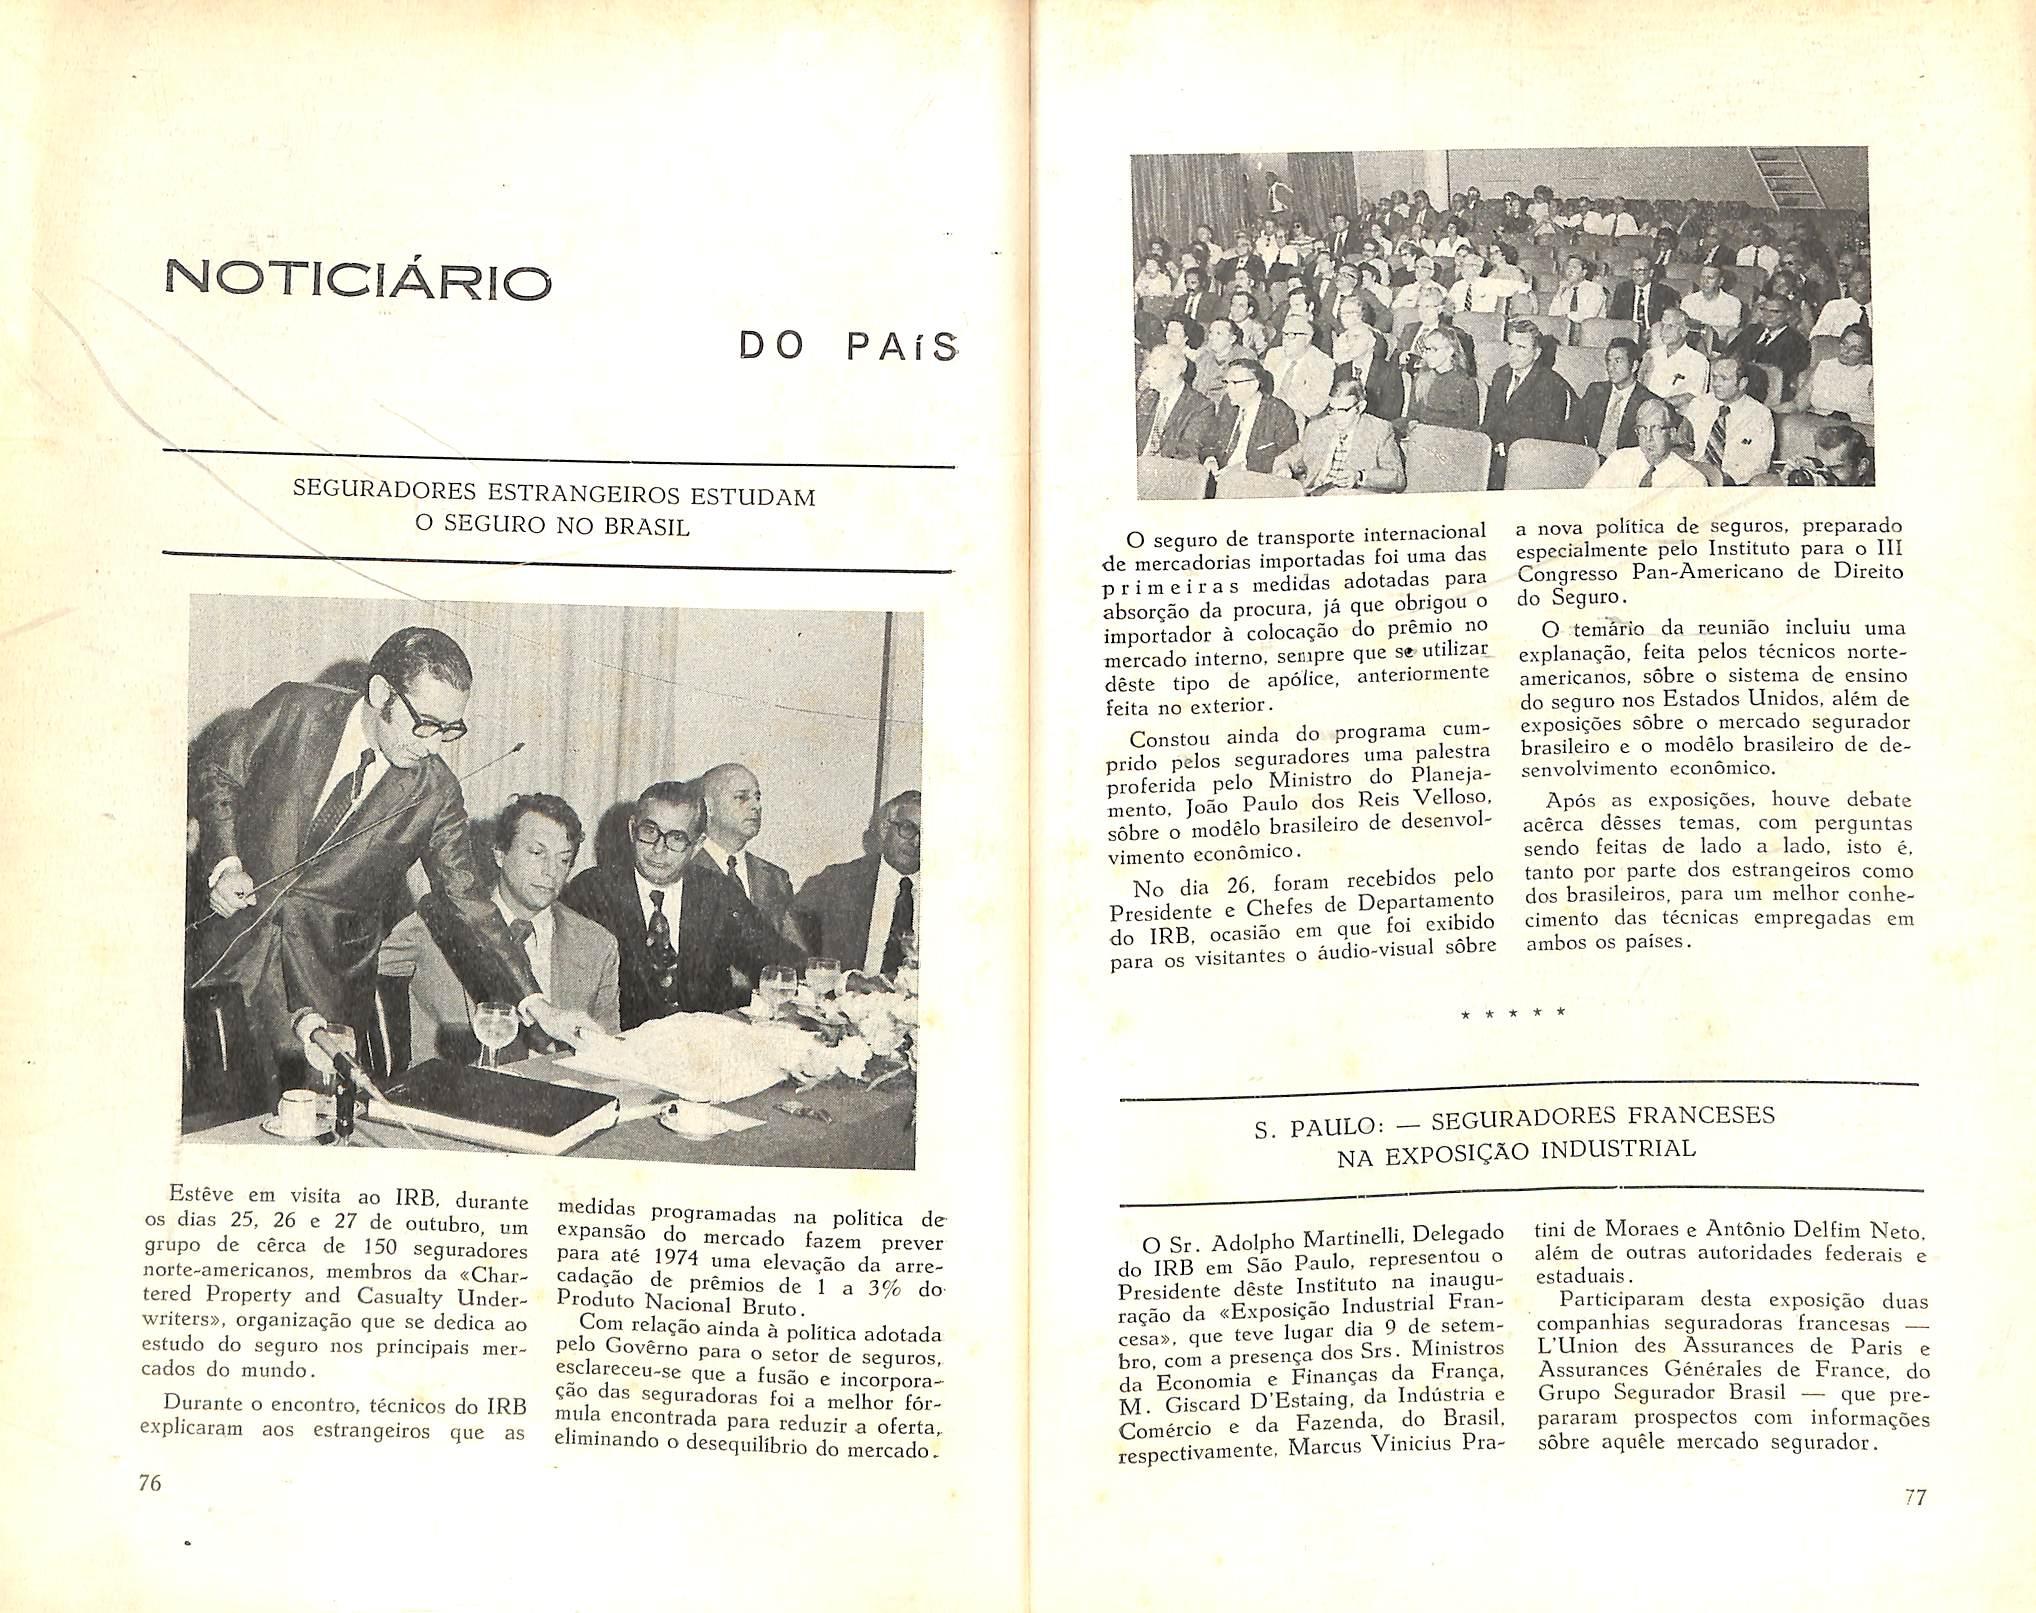 NOTICIÁRIO
DO PAíS
SEGURADORES ESTRANGEIROS ESTUDAM
O SEGURO NO BRASIL
Estêve em visita ao IRB, durante
os dias 25, 26 e 27 de outubro, um
grupo de cêrca de 150 seguradores
norte-americanos, membros da «Char-
tered Property and Casualty Under-
writers», organização que se dedica ao
estudo do seguro nos principais mer-
cados do mundo.
Durante o encontro, técnicos do IRB
explicaram aos estrangeiros que as
medidas programadas na política de
expansão do mercado fazem prever
para até 1974 uma elevação da arre-
cadação de prêmios de 1 a 3% do
Produto Nacional Bruto.
Com relação ainda à política adotada
pelo Govêrno para o setor de seguros,
esclareceu-se que a fusão e incorpora-
ção das seguradoras foi a melhor fór-
mula encontrada para reduzir a oferta,
eliminando o desequilíbrio do mercado.
76
O seguro de transporte internacional
de mercadorias importadas foi uma das
primeiras medidas adotadas para
absorção da procura, já que obrigou o
importador à colocação do prêmio no
mercado interno, sempre que se utilizar
dêste tipo de apólice, anteriormente
feita no exterior.
Constou ainda do programa cum-
prido pelos seguradores uma palestra
proferida pelo Ministro do Planeja-
mento, João Paulo dos Reis Velloso,
sôbre o modêlo brasileiro de desenvol-
vimento econômico.
No dia 26, foram recebidos pelo
Presidente e Chefes de Departamento
do IRB, ocasião em que foi exibido
para os visitantes o áudio-visual sôbre
a nova política de seguros, preparado
especialmente pelo Instituto para o III
Congresso Pan-Americano de Direito
do Seguro.
O temário da reunião incluiu uma
explanação, feita pelos técnicos norte-
americanos, sôbre o sistema de ensino
do seguro nos Estados Unidos, além de
exposições sôbre o mercado segurador
brasileiro e o modêlo brasileiro de de-
senvolvimento econômico.
Após as exposições, houve debate
acêrca dêsses temas, com perguntas
sendo feitas de lado a lado, isto é,
tanto por parte dos estrangeiros como
dos brasileiros, para um melhor conhe-
cimento das técnicas empregadas em
ambos os países.
* * * * *
S. PAULO: — SEGURADORES FRANCESES
NA EXPOSIÇÃO INDUSTRIAL
O Sr. Adolpho Martinelli, Delegado
do IRB em São Paulo, representou o
Presidente dêste Instituto na inaugu-
ração da «Exposição Industrial Fran-
cesa», que teve lugar dia 9 de setem-
bro, com a presença dos Srs. Ministros
da Economia e Finanças da França,
M. Giscard D'Estaing, da Indústria e
Comércio e da Fazenda, do Brasil,
respectivamente, Marcus Vinicius Pra-
tini de Moraes e Antônio Delfim Neto,
além de outras autoridades federais e
estaduais.
Participaram desta exposição duas
companhias seguradoras francesas —
L'Union des Assurances de Paris e
Assurances Générales de France, do
Grupo Segurador Brasil — que pre-
pararam prospectos com informações
sôbre aquêle mercado segurador.
77